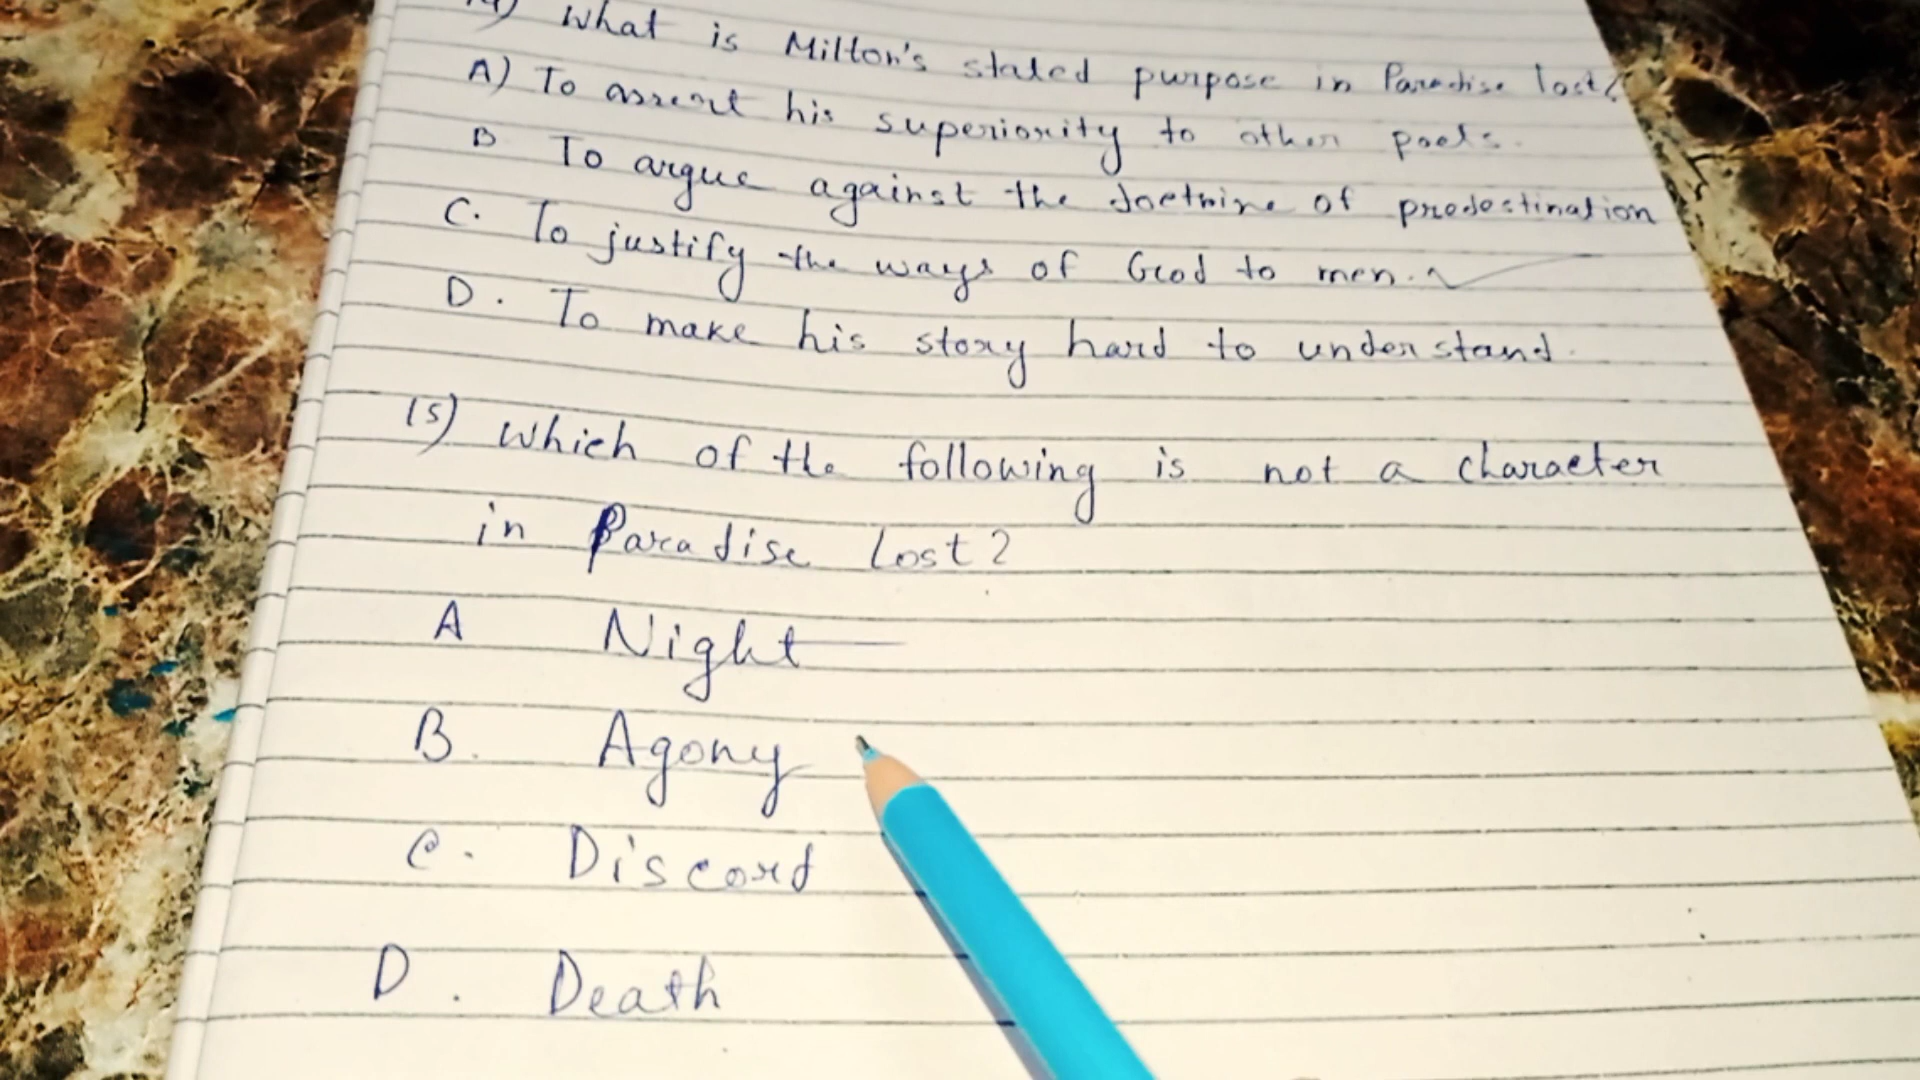 14) What is Milton's stated purpose in Paradise lost?
A) To assert his superiority to other poets.
B To argue against the doctrine of predestination
C. To justify the ways of God to men.
D. To make his story hard to understand.
15) Which of the following is not a character
in Paradise Lost?
A Night
B. Agony
C. Discord
D. Death